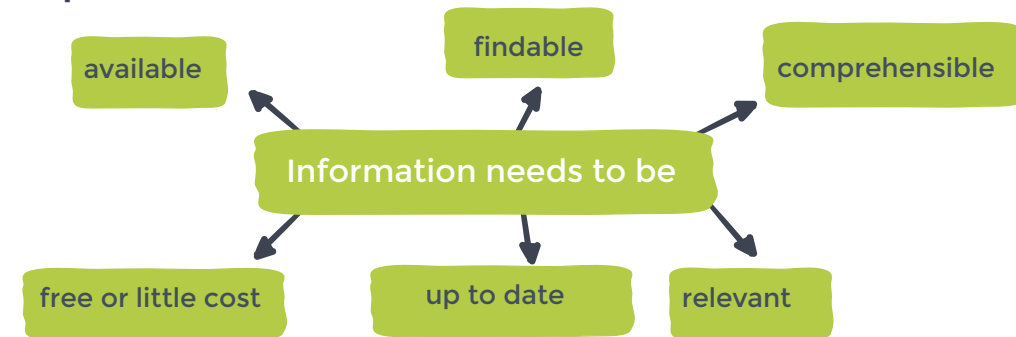 available
findable
comprehensible
Information needs to be
free or little cost
up to date
relevant